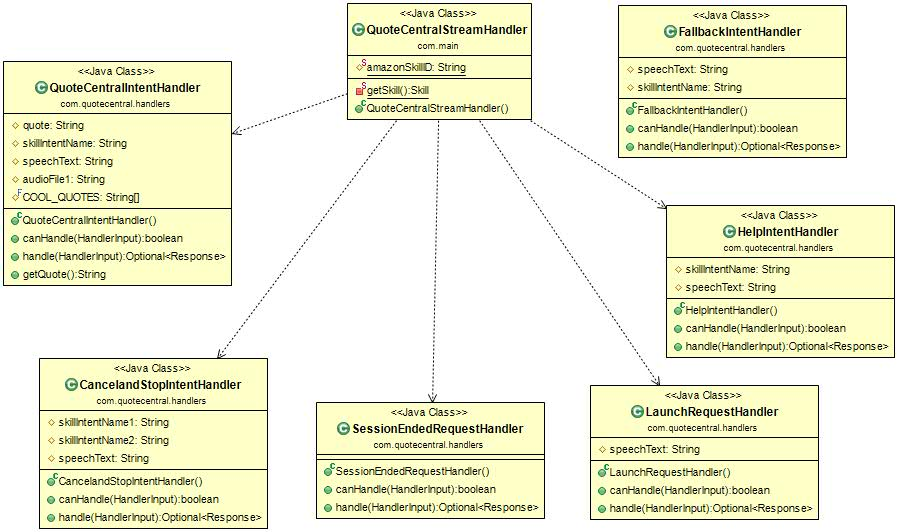 <<Java Class>>
QuoteCentralStreamHandler
com.main
amazonSkillID: String
getSkill():Skill
QuoteCentralStreamHandler()
<<Java Class>>
FallbackIntentHandler
com.quotecentral.handlers
speechText: String
skillIntentName: String
FallbackIntentHandler()
canHandle(HandlerInput):boolean
handle(HandlerInput):Optional<Response>
<<Java Class>>
QuoteCentralIntentHandler
com.quotecentral.handlers
quote: String
skillIntentName: String
speechText: String
audioFile1: String
COOL_QUOTES: String[]
QuoteCentralIntentHandler()
canHandle(HandlerInput):boolean
handle(HandlerInput):Optional<Response>
getQuote():String
<<Java Class>>
HelpIntentHandler
com.quotecentral.handlers
skillIntentName: String
speechText: String
HelpIntentHandler()
canHandle(HandlerInput):boolean
handle(HandlerInput):Optional<Response>
<<Java Class>>
CancelandStopIntentHandler
com.quotecentral.handlers
skillIntentName1: String
skillIntentName2: String
speechText: String
CancelandStopIntentHandler()
canHandle(HandlerInput):boolean
handle(HandlerInput):Optional<Response>
<<Java Class>>
SessionEndedRequestHandler
com.quotecentral.handlers
SessionEndedRequestHandler()
canHandle(HandlerInput):boolean
handle(HandlerInput):Optional<Response>
<<Java Class>>
LaunchRequestHandler
com.quotecentral.handlers
speechText: String
LaunchRequestHandler()
canHandle(HandlerInput):boolean
handle(HandlerInput):Optional<Response>